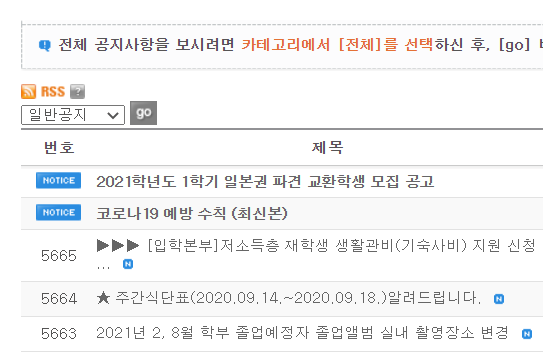 전체 공지사항을 보시려면 카테고리에서 [전체]를 선택하신 후, [go]
RSS ?
일반공지 go
번호 제목
NOTICE 2021학년도 1학기 일본권 파견 교환학생 모집 공고
NOTICE 코로나19 예방 수칙 (최신본)
5665 ▶▶▶ [입학본부]저소득층 재학생 생활관비(기숙사비) 지원 신청
... N
5664 ★ 주간식단표(2020.09.14.~2020.09.18.)알려드립니다. N
5663 2021년 2, 8월 학부 졸업예정자 졸업앨범 실내 촬영장소 변경 N